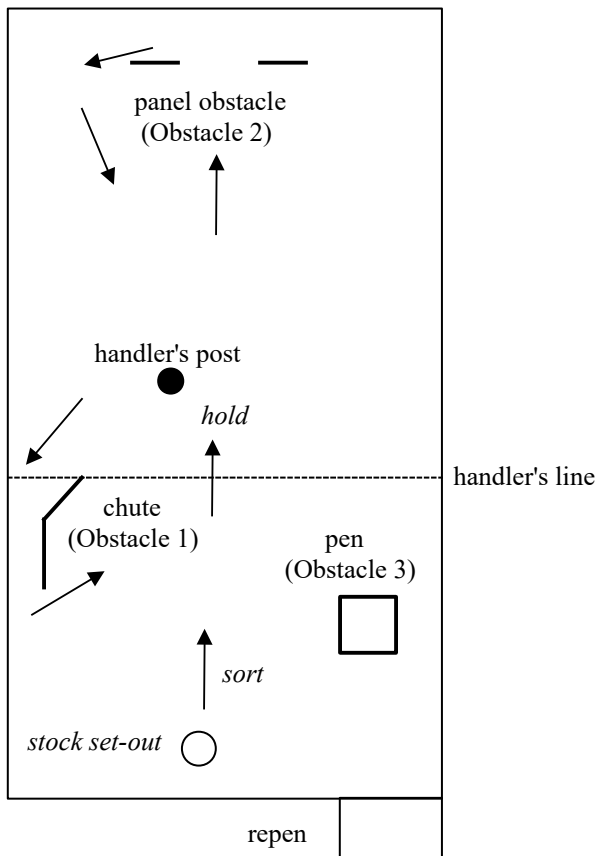 panel obstacle
(Obstacle 2)
handler's post
hold
handler's line
chute
(Obstacle 1)
pen
(Obstacle 3)
sort
stock set-out
repen